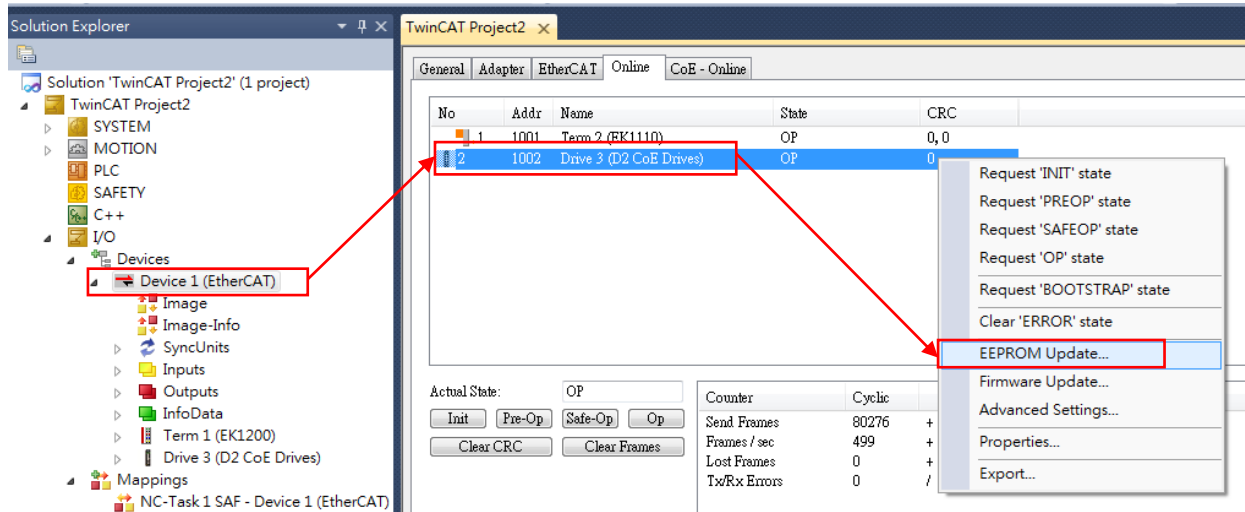 Solution Explorer
Solution 'TwinCAT Project2' (1 project)
TwinCAT Project2
SYSTEM
MOTION
PLC
SAFETY
C++
I/O
Devices
Device 1 (EtherCAT)
Image
Image-Info
SyncUnits
Inputs
Outputs
InfoData
Term 1 (EK1200)
Drive 3 (D2 CoE Drives)
Mappings
NC-Task 1 SAF - Device 1 (EtherCAT)
TwinCAT Project2
General Adapter EtherCAT Online CoE - Online
No Addr Name State CRC
1 1001 Term 2 (EK1110) OP 0, 0
2 1002 Drive 3 (D2 CoE Drives) OP 0
Request 'INIT' state
Request 'PREOP' state
Request 'SAFEOP' state
Request 'OP' state
Request 'BOOTSTRAP' state
Clear 'ERROR' state
EEPROM Update...
Firmware Update...
Advanced Settings...
Properties...
Export...
Actual State: OP
Init Pre-Op Safe-Op Op
Clear CRC Clear Frames
Counter Cyclic
Send Frames 80276 +
Frames / sec 499 +
Lost Frames 0 +
Tx/Rx Errors 0 /